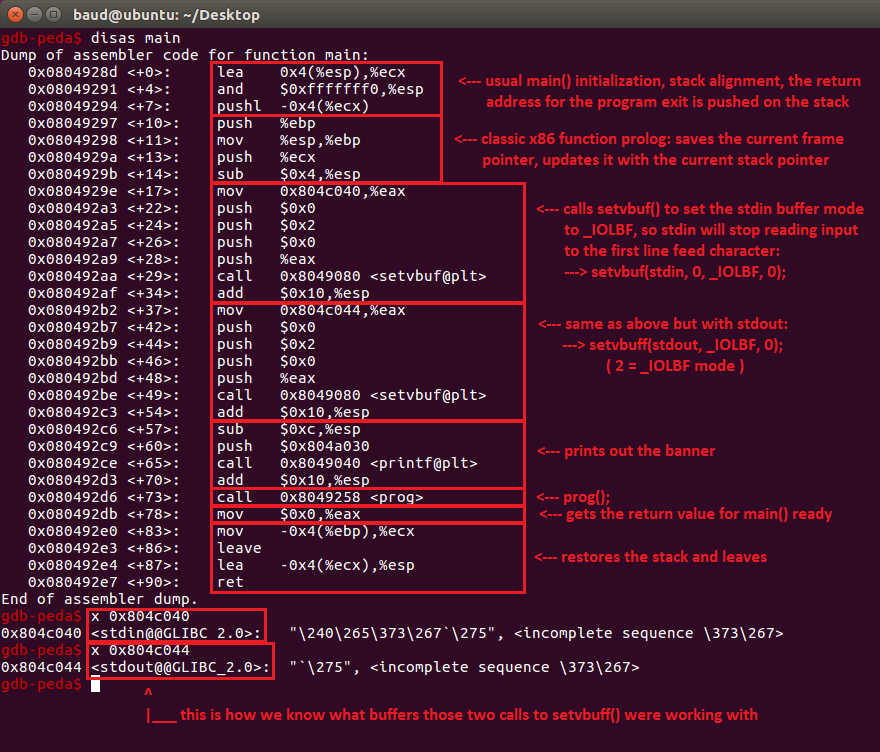 baud@ubuntu: ~/Desktop
gdb-peda$ disas main
Dump of assembler code for function main:
0x0804928d <+0>: lea 0x4(%esp),%ecx
0x08049291 <+4>: and $0xfffffff0,%esp
0x08049294 <+7>: pushl -0x4(%ecx)
<--- usual main() initialization, stack alignment, the return
address for the program exit is pushed on the stack
0x08049297 <+10>: push %ebp
0x08049298 <+11>: mov %esp,%ebp
0x0804929a <+13>: push %ecx
0x0804929b <+14>: sub $0x4,%esp
<--- classic x86 function prolog: saves the current frame
pointer, updates it with the current stack pointer
0x0804929e <+17>: mov 0x804c040,%eax
0x080492a3 <+22>: push $0x0
0x080492a5 <+24>: push $0x2
0x080492a7 <+26>: push $0x0
0x080492a9 <+28>: push %eax
0x080492aa <+29>: call 0x8049080 <setvbuf@plt>
0x080492af <+34>: add $0x10,%esp
<--- calls setvbuf() to set the stdin buffer mode
to _IOLBF, so stdin will stop reading input
to the first line feed character:
---> setvbuf(stdin, 0, _IOLBF, 0);
0x080492b2 <+37>: mov 0x804c044,%eax
0x080492b7 <+42>: push $0x0
0x080492b9 <+44>: push $0x2
0x080492bb <+46>: push $0x0
0x080492bd <+48>: push %eax
0x080492be <+49>: call 0x8049080 <setvbuf@plt>
0x080492c3 <+54>: add $0x10,%esp
<--- same as above but with stdout:
---> setvbuff(stdout, _IOLBF, 0);
( 2 = _IOLBF mode )
0x080492c6 <+57>: sub $0xc,%esp
0x080492c9 <+60>: push $0x804a030
0x080492ce <+65>: call 0x8049040 <printf@plt>
0x080492d3 <+70>: add $0x10,%esp
<--- prints out the banner
0x080492d6 <+73>: call 0x8049258 <prog>
<--- prog();
0x080492db <+78>: mov $0x0,%eax
<--- gets the return value for main() ready
0x080492e0 <+83>: mov -0x4(%ebp),%ecx
0x080492e3 <+86>: leave
0x080492e4 <+87>: lea -0x4(%ecx),%esp
0x080492e7 <+90>: ret
<--- restores the stack and leaves
End of assembler dump.
gdb-peda$ x 0x804c040
0x804c040 <stdin@@GLIBC_2.0>: "\240\265\373\267`\275", <incomplete sequence \373\267>
gdb-peda$ x 0x804c044
0x804c044 <stdout@@GLIBC_2.0>: "`\275", <incomplete sequence \373\267>
gdb-peda$
^
|___ this is how we know what buffers those two calls to setvbuff() were working with